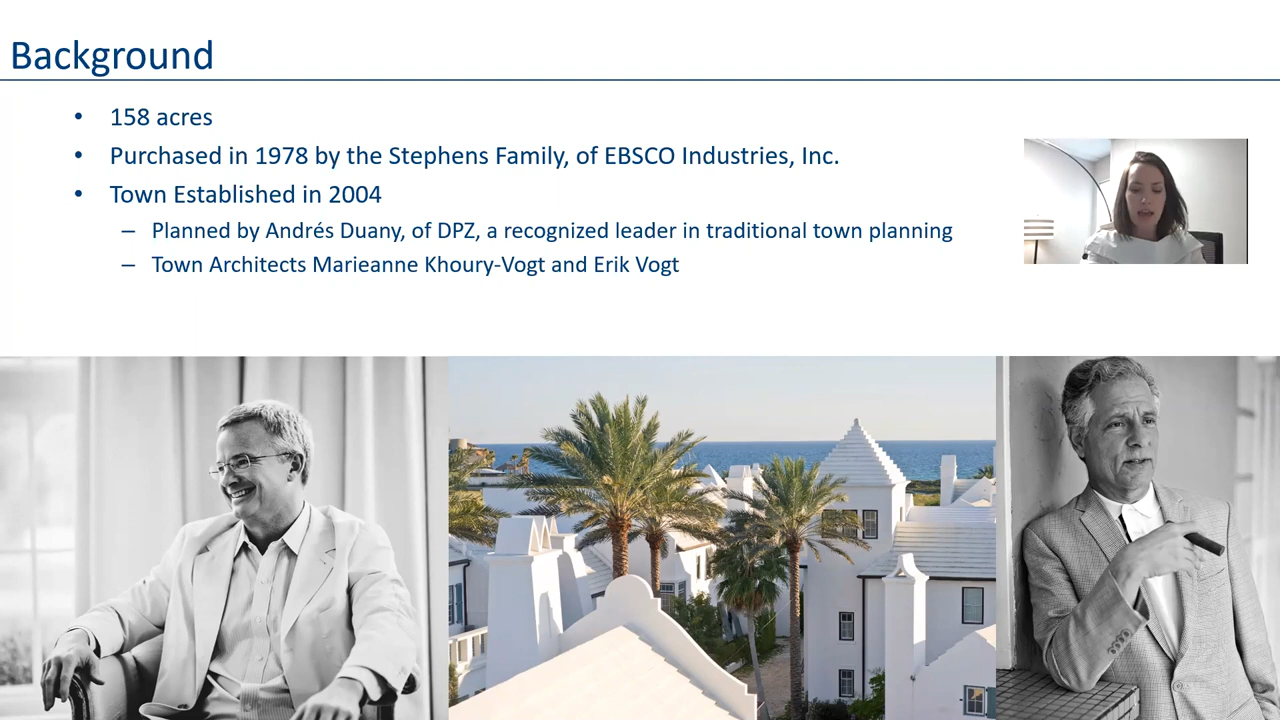 Background
• 158 acres
• Purchased in 1978 by the Stephens Family, of EBSCO Industries, Inc.
• Town Established in 2004
– Planned by Andrés Duany, of DPZ, a recognized leader in traditional town planning
– Town Architects Marieanne Khoury-Vogt and Erik Vogt